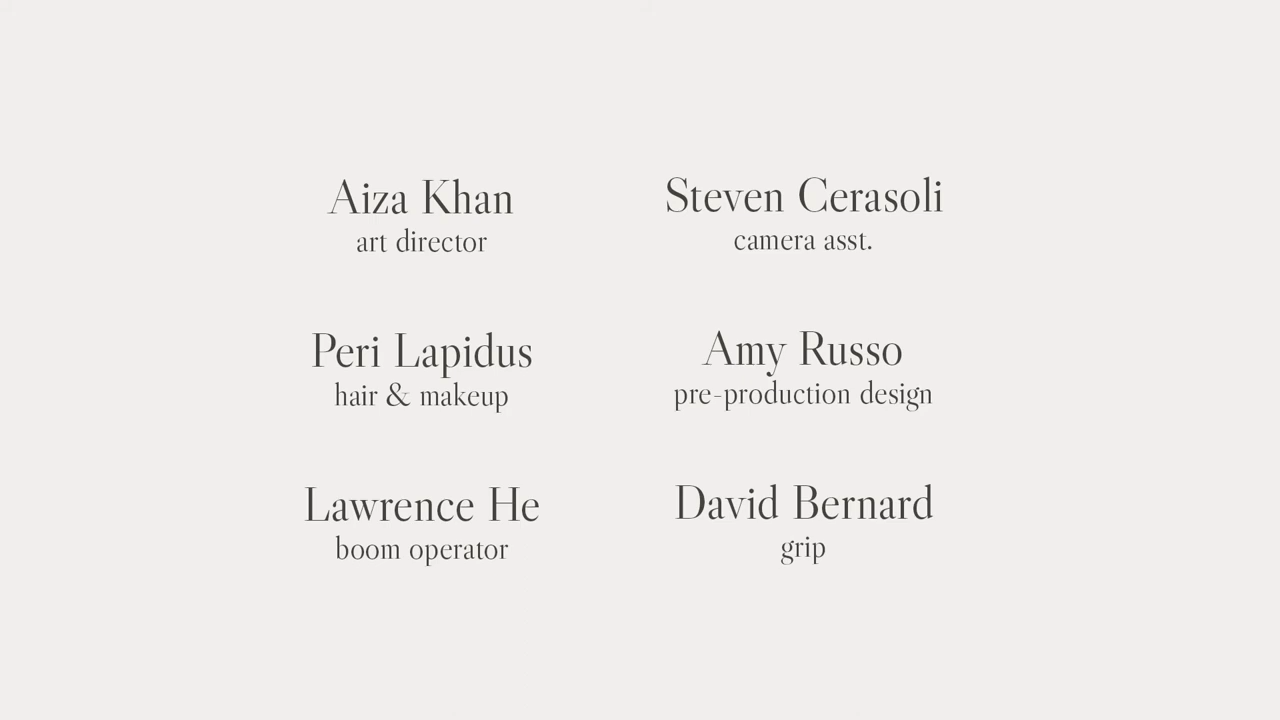 Aiza Khan
art director
Steven Cerasoli
camera asst.
Peri Lapidus
hair & makeup
Amy Russo
pre-production design
Lawrence He
boom operator
David Bernard
grip